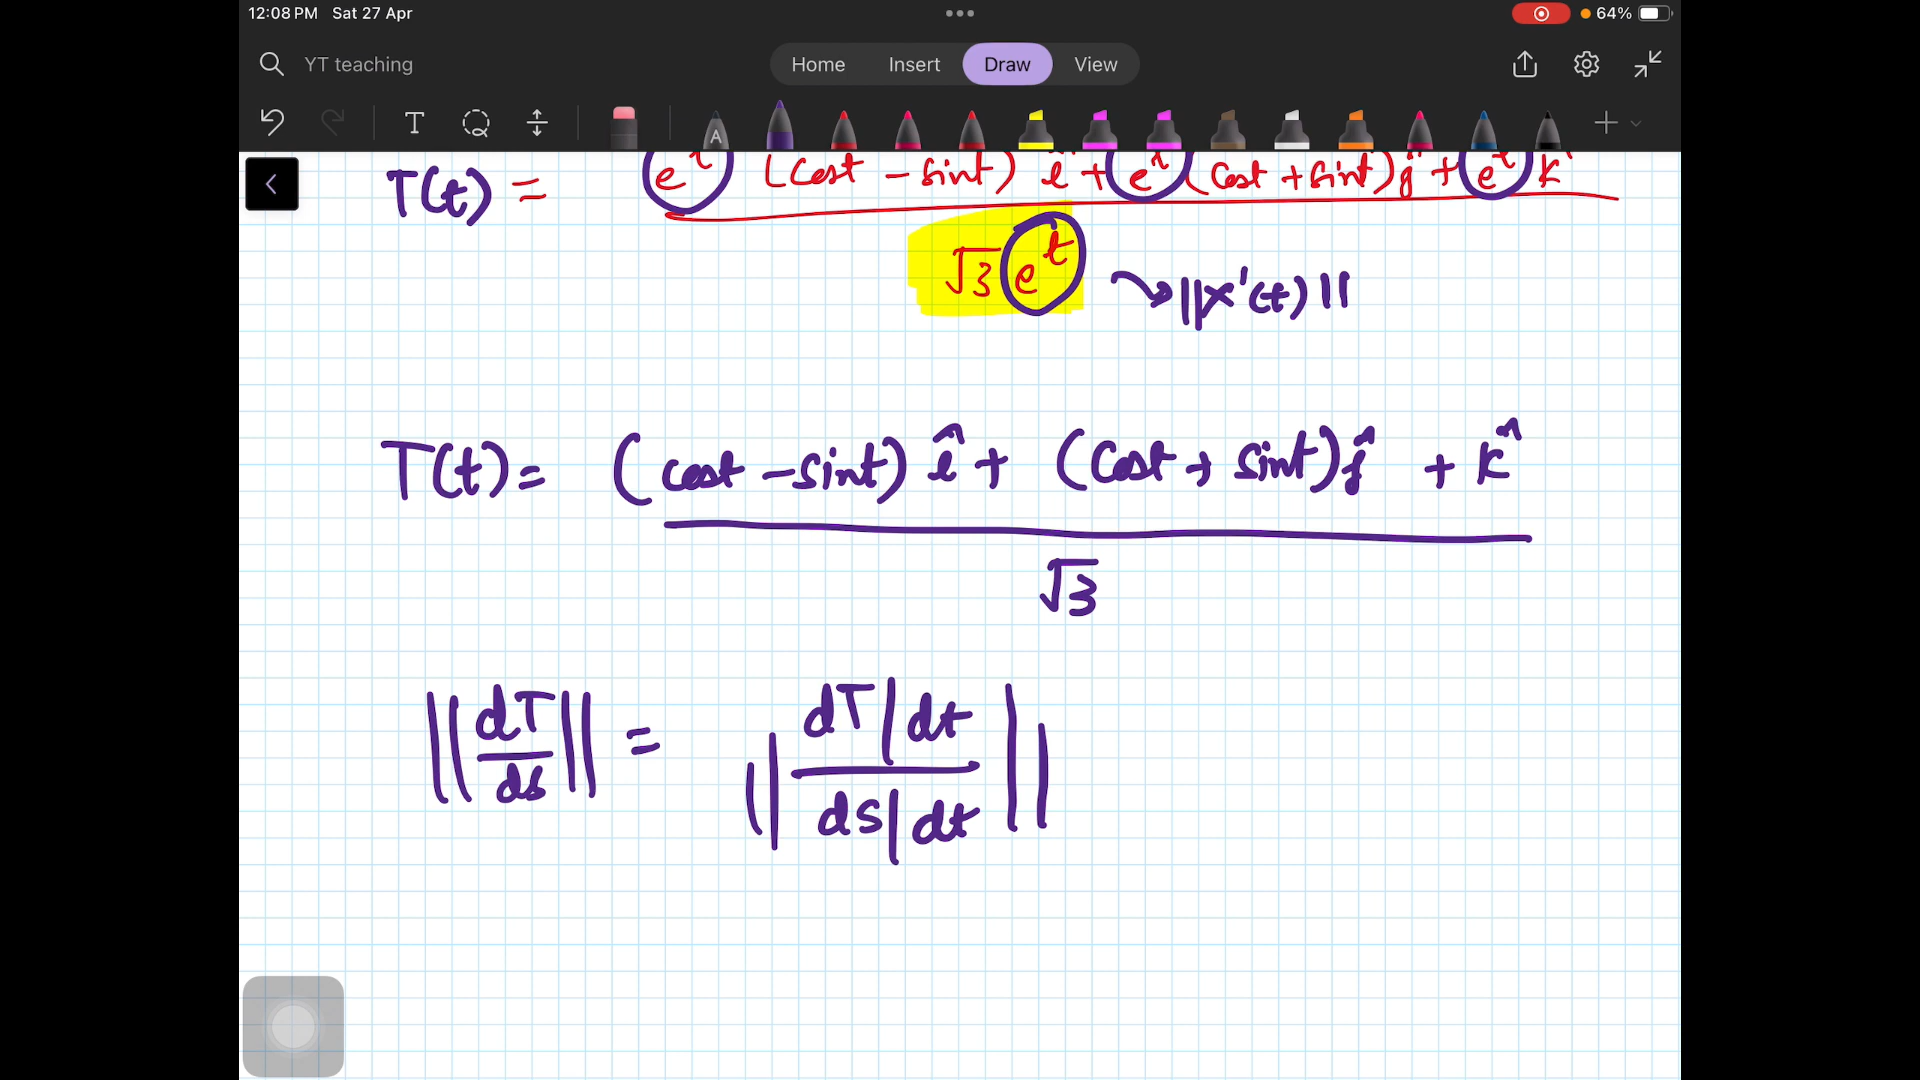 12:08 PM Sat 27 Apr 64%
YT teaching Home Insert Draw View
T A
T(t) = e^t (cost - sint) î + e^t (cost + sint) ĵ + e^t k̂
√3 e^t
||x'(t)||
T(t) = (cost - sint) î + (cost + sint) ĵ + k̂
√3
||dT/ds|| = ||dT|dt / ds|dt||